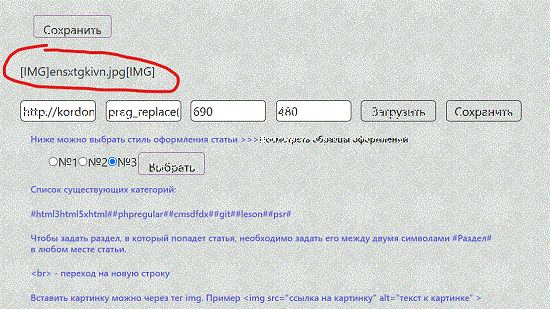 Сохранить
[IMG]ensxtgkivn.jpg[IMG]
http://kordon prag_replace( 690 480 Загрузить Сохранить
Ниже можно выбрать стиль оформления статьи >>>Посмотреть образцы оформления
№1 №2 №3 Выбрать
Список существующих категорий:
#html3html5xhtml##phpregular##cmsdfdx##git##leson##psr#
Чтобы задать раздел, в который попадет статья, необходимо задать его между двумя символами #Раздел#
в любом месте статьи.
<br> - переход на новую строку
Вставить картинку можно через тег img. Пример <img src="ссылка на картинку" alt="текст к картинке" >